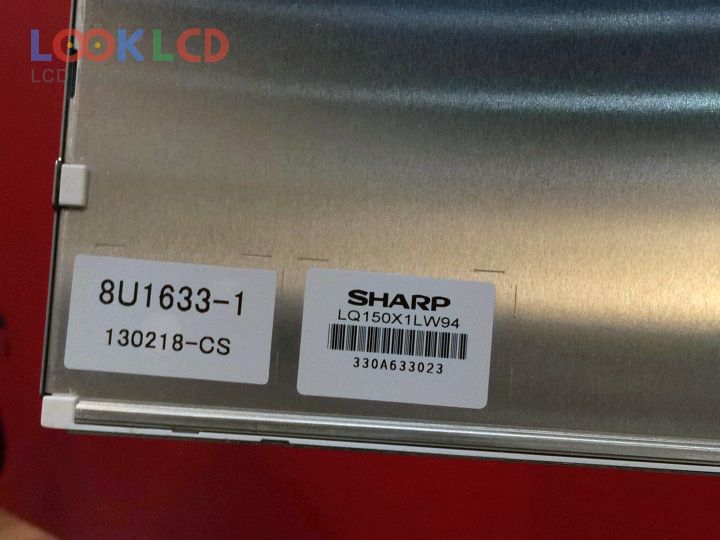 LOOKLCD
LCD
8U1633-1
130218-CS
SHARP
LQ150X1LW94
330A633023